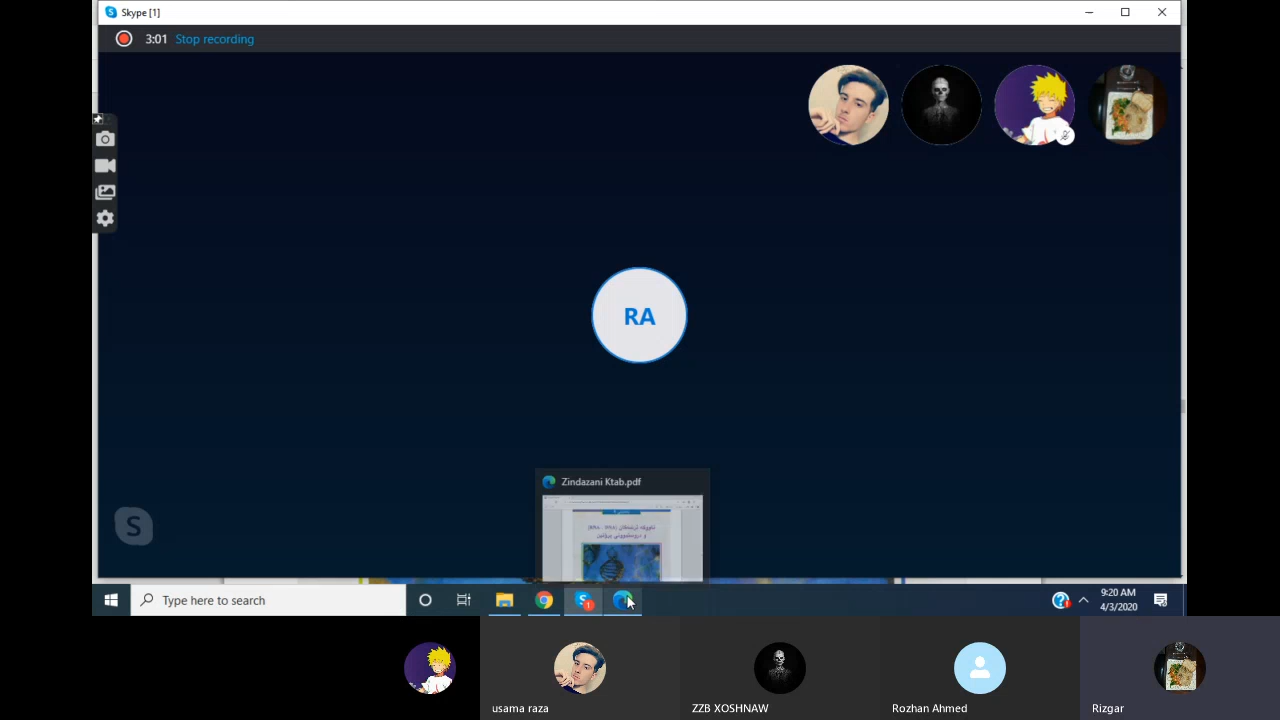 Skype [1]
3:01 Stop recording
RA
Zindazani Ktab.pdf
S
Type here to search
9:20 AM
4/3/2020
usama raza
ZZB XOSHNAW
Rozhan Ahmed
Rizgar